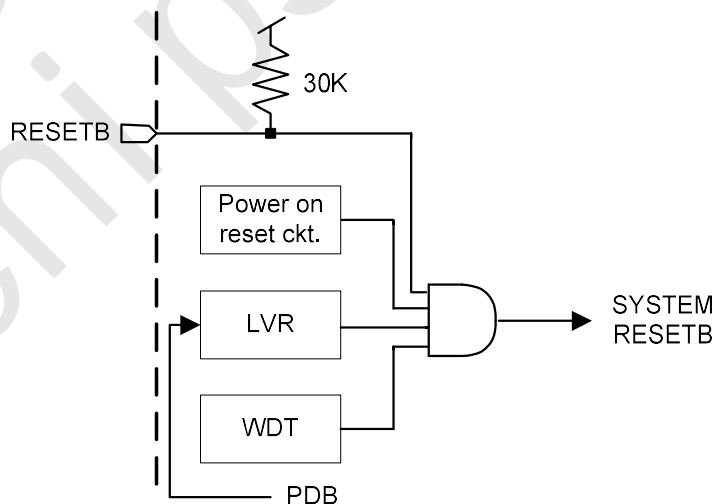 30K
RESETB
Power on
reset ckt.
LVR
SYSTEM
RESETB
WDT
PDB